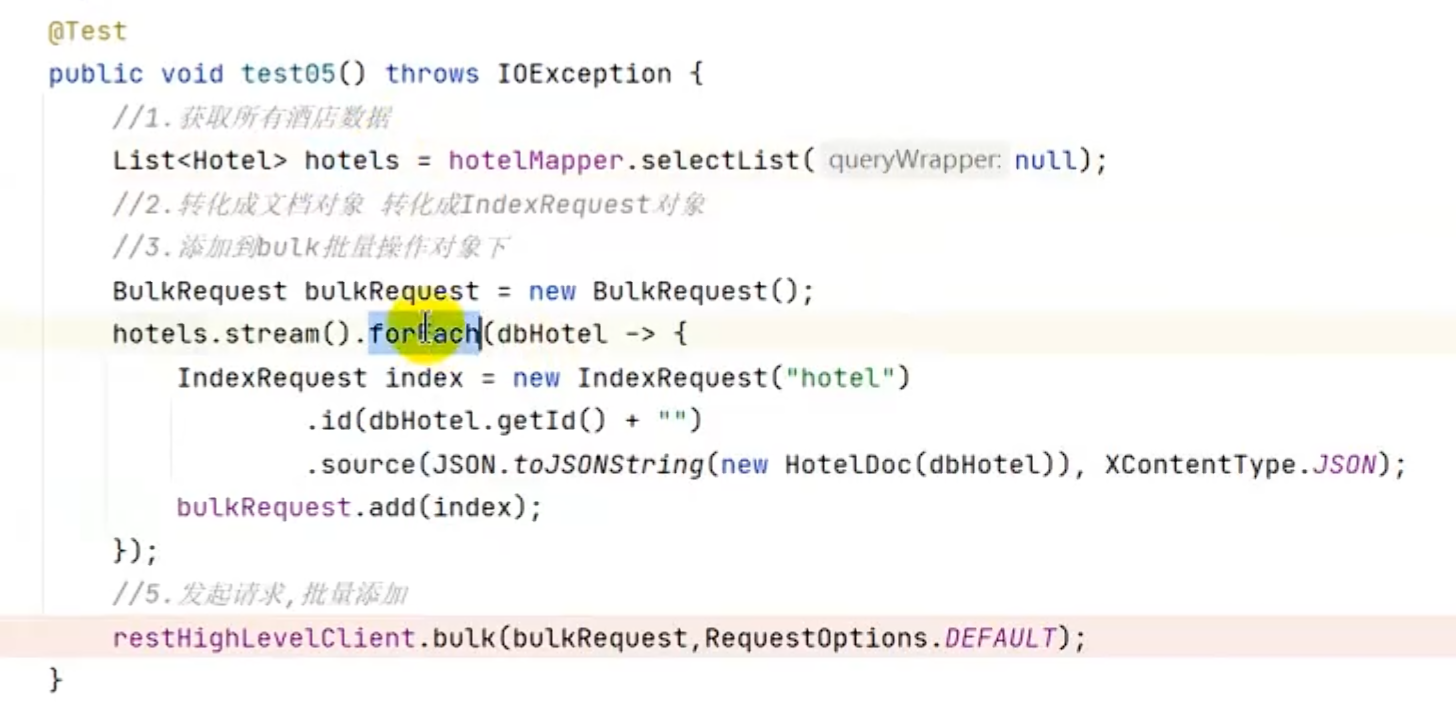 @Test
public void test05() throws IOException {
//1.获取所有酒店数据
List<Hotel> hotels = hotelMapper.selectList( queryWrapper: null);
//2.转化成文档对象 转化成IndexRequest对象
//3.添加到bulk批量操作对象下
BulkRequest bulkRequest = new BulkRequest();
hotels.stream().forEach(dbHotel -> {
IndexRequest index = new IndexRequest("hotel")
.id(dbHotel.getId() + "")
.source(JSON.toJSONString(new HotelDoc(dbHotel)), XContentType.JSON);
bulkRequest.add(index);
});
//5.发起请求,批量添加
restHighLevelClient.bulk(bulkRequest,RequestOptions.DEFAULT);
}